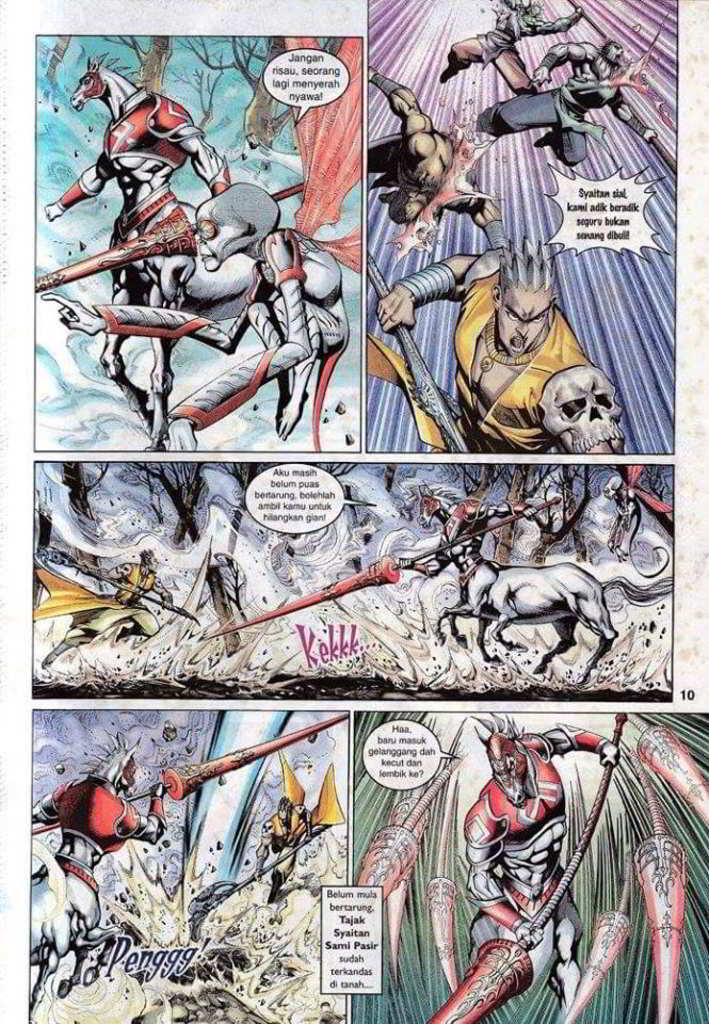 Jangan
risau, seorang
lagi menyerah
nyawa!
Syaitan sial,
kami adik beradik
seguru bukan
senang dibuli!
Aku masih
belum puas
bertarung, bolehlah
ambil kamu untuk
hilangkan gian!
Kekkk...
10
Penggg!
Belum mula
bertarung,
Tajak
Syaitan
Sami Pasir
sudah
terkandas
di tanah....
Haa,
baru masuk
gelanggang dah
kecut dan
lembik ke?